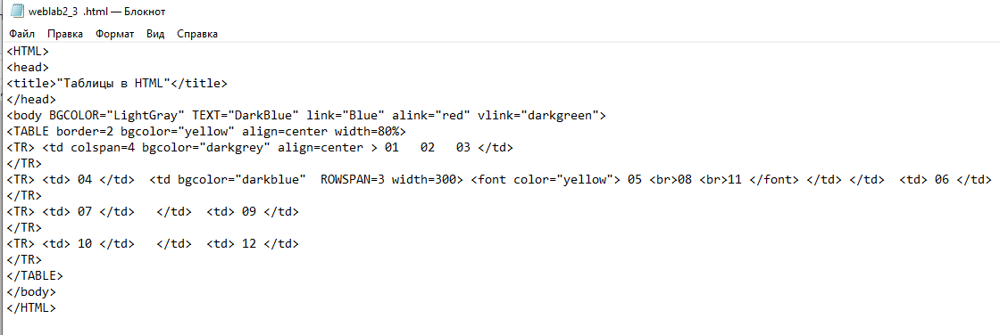 weblab2_3 .html — Блокнот
Файл Правка Формат Вид Справка
<HTML>
<head>
<title>"Таблицы в HTML"</title>
</head>
<body BGCOLOR="LightGray" TEXT="DarkBlue" link="Blue" alink="red" vlink="darkgreen">
<TABLE border=2 bgcolor="yellow" align=center width=80%>
<TR> <td colspan=4 bgcolor="darkgrey" align=center > 01   02   03 </td>
</TR>
<TR> <td> 04 </td>  <td bgcolor="darkblue"  ROWSPAN=3 width=300> <font color="yellow"> 05 <br>08 <br>11 </font> </td> </td>  <td> 06 </td>
</TR>
<TR> <td> 07 </td>   </td>  <td> 09 </td>
</TR>
<TR> <td> 10 </td>   </td>  <td> 12 </td>
</TR>
</TABLE>
</body>
</HTML>